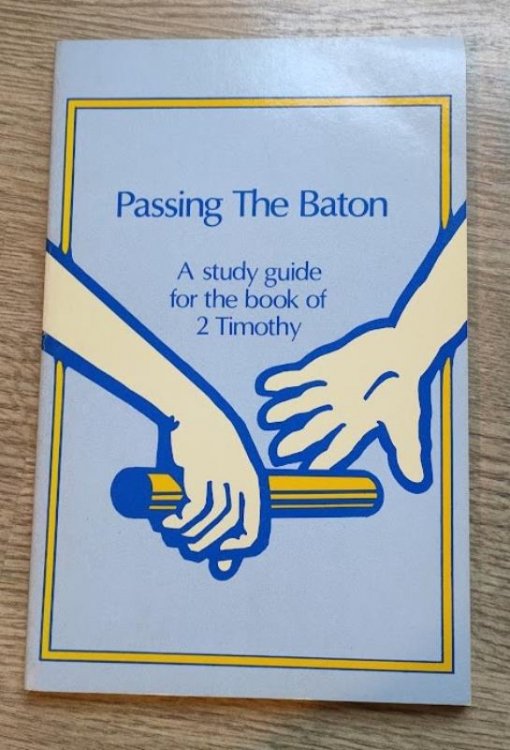 Passing The Baton
A study guide
for the book of
2 Timothy